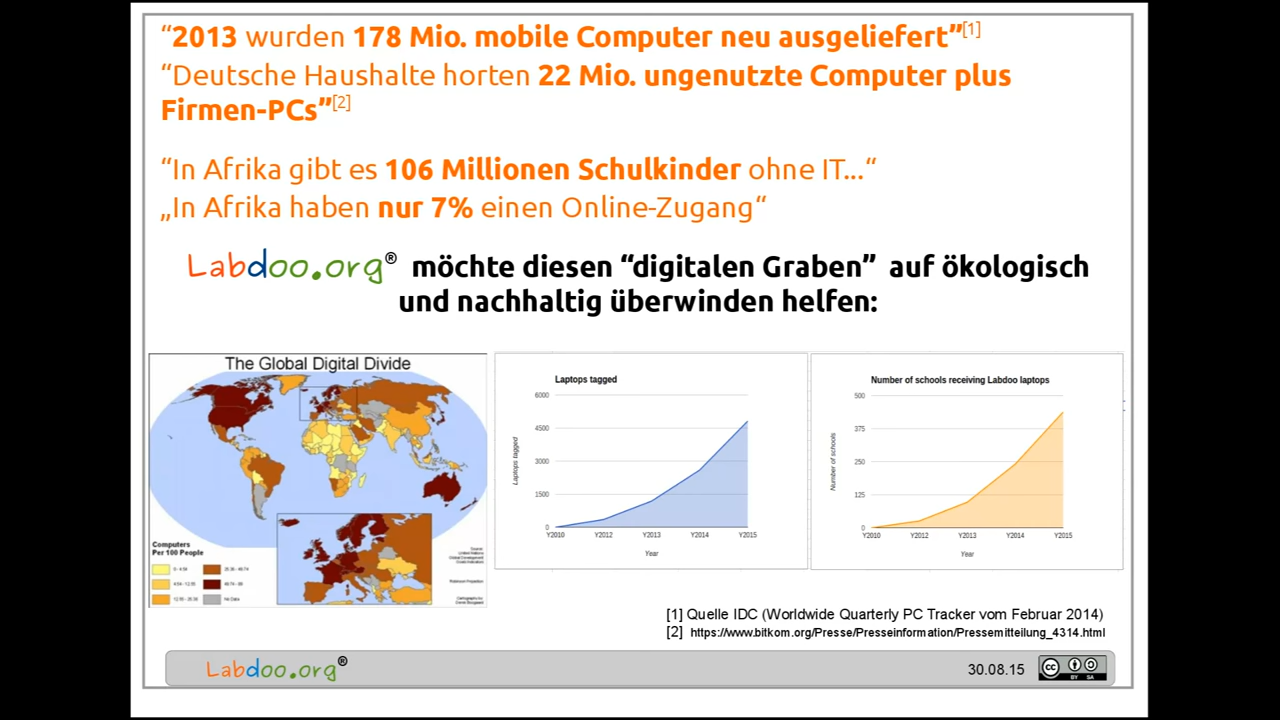 “2013 wurden 178 Mio. mobile Computer neu ausgeliefert”[1]
“Deutsche Haushalte horten 22 Mio. ungenutzte Computer plus
Firmen-PCs”[2]
“In Afrika gibt es 106 Millionen Schulkinder ohne IT...“
„In Afrika haben nur 7% einen Online-Zugang“
Labdoo.org® möchte diesen “digitalen Graben” auf ökologisch
und nachhaltig überwinden helfen:
The Global Digital Divide
Computers
Per 100 People
No Data
Laptops tagged
6000
4500
3000
1500
0
Laptops tagged
Y2010 Y2012 Y2013 Y2014 Y2015
Year
Number of schools receiving Labdoo laptops
500
375
250
125
0
Number of schools
Y2010 Y2012 Y2013 Y2014 Y2015
Year
[1] Quelle IDC (Worldwide Quarterly PC Tracker vom Februar 2014)
[2] https://www.bitkom.org/Presse/Presseinformation/Pressemitteilung_4314.html
Labdoo.org®
30.08.15
cc BY SA